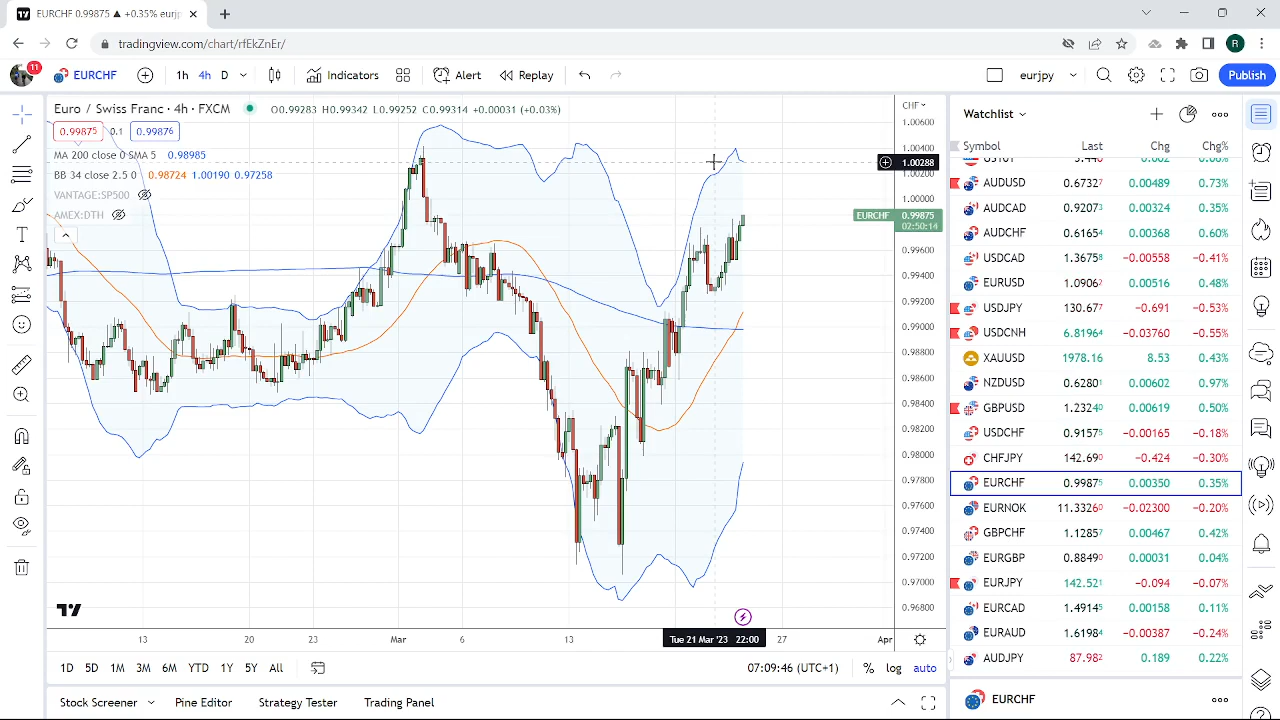 EURCHF 0.99875 ▲ +0.35% eurjp
tradingview.com/chart/rfEkZnEr/
R
11
EURCHF
1h 4h D
Indicators
Alert
Replay
eurjpy
Publish
Euro / Swiss Franc · 4h · FXCM
O0.99283 H0.99342 L0.99252 C0.99314 +0.00031 (+0.03%)
0.99875 0.1 0.99876
MA 200 close 0 SMA 5 0.98985
BB 34 close 2.5 0 0.98724 1.00190 0.97258
VANTAGE:SP500
AMEX:DTH
CHF
1.00600
1.00400
1.00288
1.00200
1.00000
EURCHF 0.99875
02:50:14
0.99600
0.99400
0.99200
0.99000
0.98800
0.98600
0.98400
0.98200
0.98000
0.97800
0.97600
0.97400
0.97200
0.97000
0.96800
13 20 23 Mar 6 13 Tue 21 Mar '23 22:00 27 Apr
1D 5D 1M 3M 6M YTD 1Y 5Y All
07:09:46 (UTC+1) % log auto
Stock Screener Pine Editor Strategy Tester Trading Panel
Watchlist
Symbol Last Chg Chg%
AUDUSD 0.67327 0.00489 0.73%
AUDCAD 0.92073 0.00324 0.35%
AUDCHF 0.61654 0.00368 0.60%
USDCAD 1.36758 −0.00558 −0.41%
EURUSD 1.09062 0.00516 0.48%
USDJPY 130.677 −0.691 −0.53%
USDCNH 6.81964 −0.03760 −0.55%
XAUUSD 1978.16 8.53 0.43%
NZDUSD 0.62801 0.00602 0.97%
GBPUSD 1.23240 0.00619 0.50%
USDCHF 0.91575 −0.00165 −0.18%
CHFJPY 142.690 −0.424 −0.30%
EURCHF 0.99875 0.00350 0.35%
EURNOK 11.33260 −0.02300 −0.20%
GBPCHF 1.12857 0.00467 0.42%
EURGBP 0.88490 0.00031 0.04%
EURJPY 142.521 −0.094 −0.07%
EURCAD 1.49145 0.00158 0.11%
EURAUD 1.61984 −0.00387 −0.24%
AUDJPY 87.982 0.189 0.22%
EURCHF